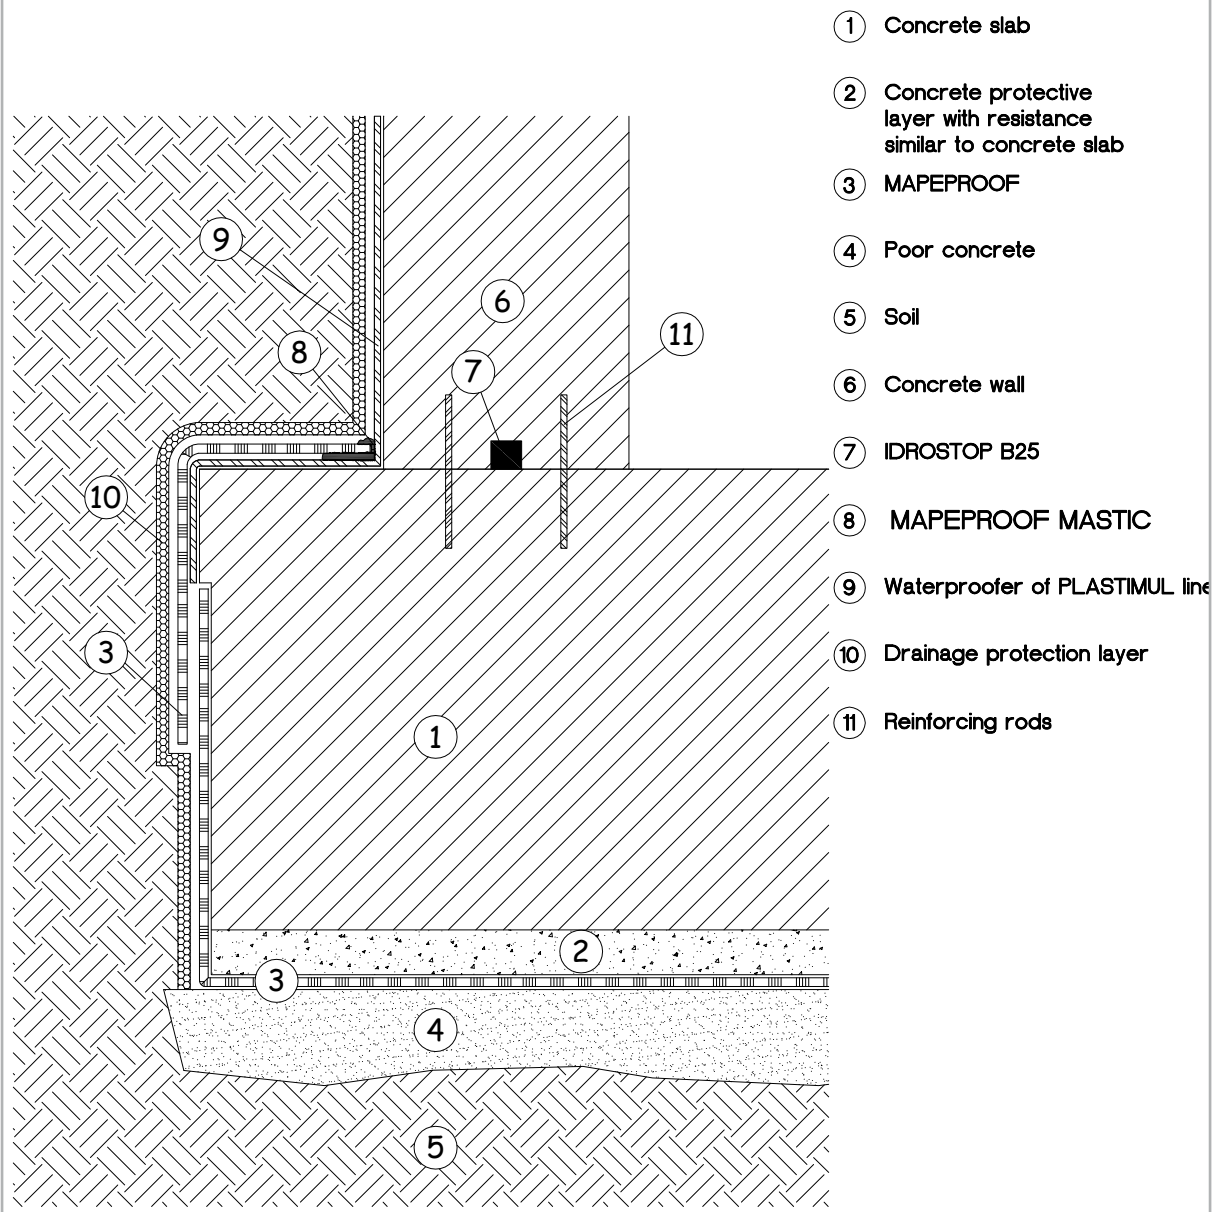 1 Concrete slab
2 Concrete protective
layer with resistance
similar to concrete slab
3 MAPEPROOF
4 Poor concrete
5 Soil
6 Concrete wall
7 IDROSTOP B25
8 MAPEPROOF MASTIC
9 Waterproofer of PLASTIMUL line
10 Drainage protection layer
11 Reinforcing rods
9
6
11
8
7
10
3
1
2
3
4
5